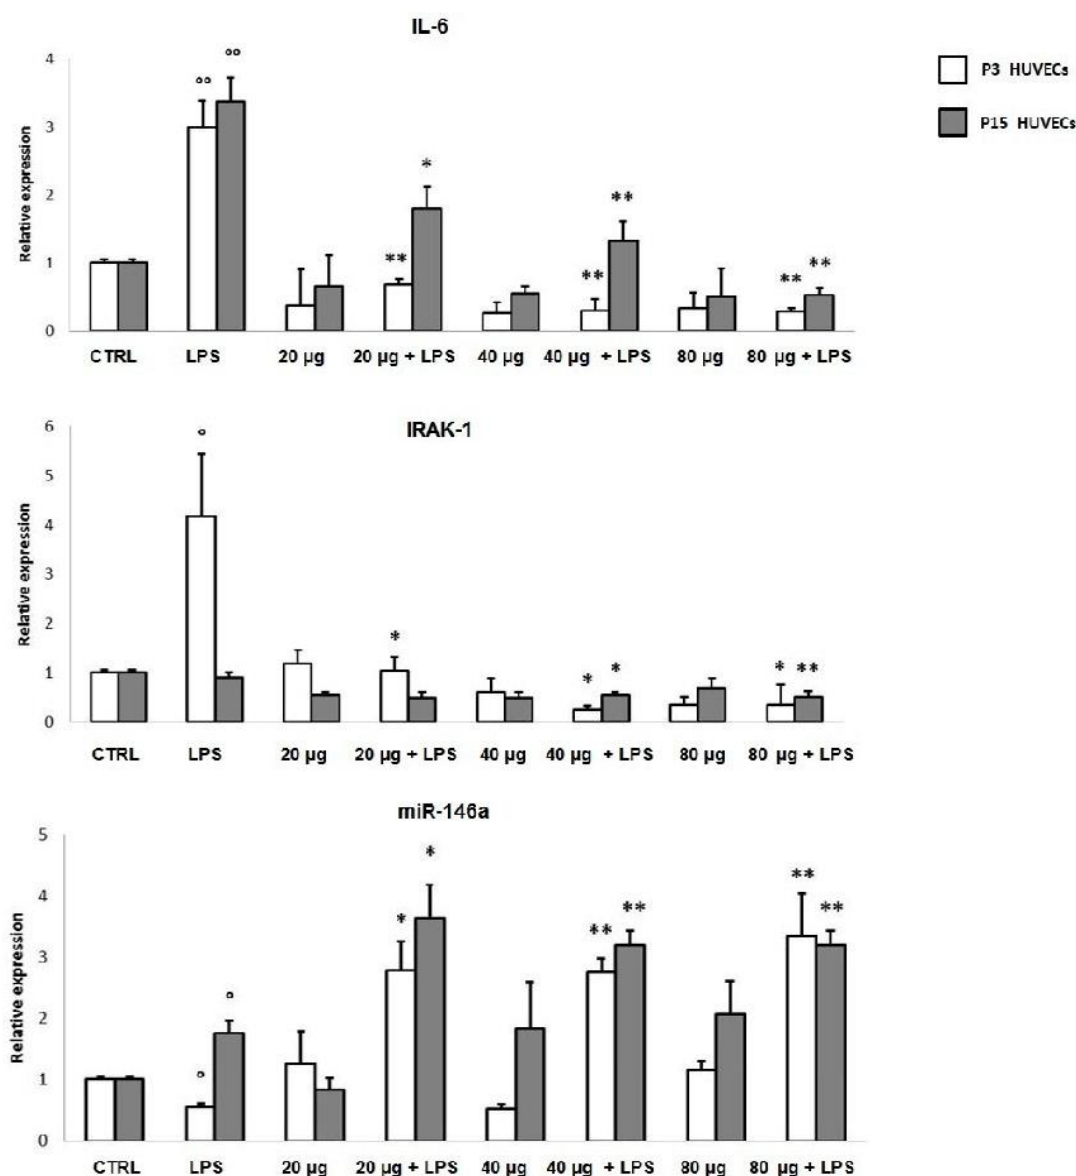 IL-6
P3 HUVECs
P15 HUVECs
Relative expression
4
3
2
1
0
°° °° ** * ** ** ** **
CTRL LPS 20 µg 20 µg + LPS 40 µg 40 µg + LPS 80 µg 80 µg + LPS
IRAK-1
Relative expression
6
5
4
3
2
1
0
° * * * * **
CTRL LPS 20 µg 20 µg + LPS 40 µg 40 µg + LPS 80 µg 80 µg + LPS
miR-146a
Relative expression
5
4
3
2
1
0
° ° * * ** ** ** **
CTRL LPS 20 µg 20 µg + LPS 40 µg 40 µg + LPS 80 µg 80 µg + LPS